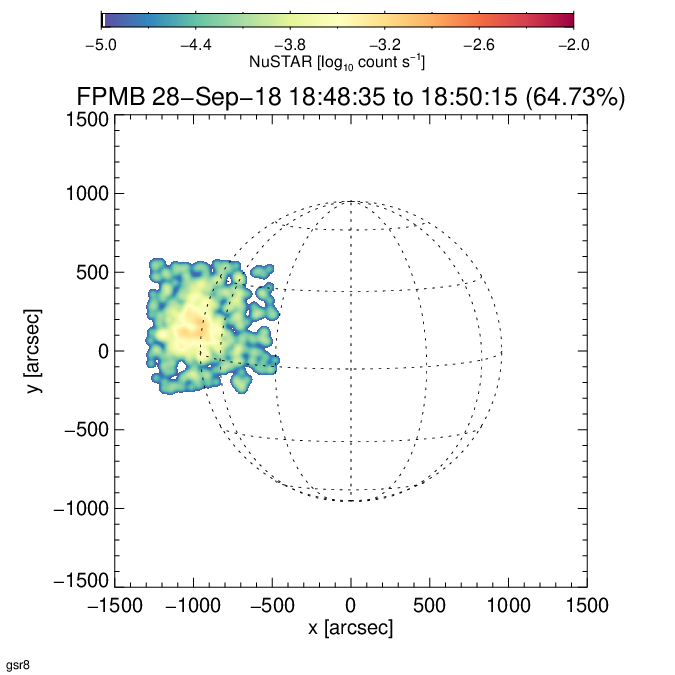 −5.0 −4.4 −3.8 −3.2 −2.6 −2.0
NuSTAR [log10 count s−1]
FPMB 28−Sep−18 18:48:35 to 18:50:15 (64.73%)
1500
1000
500
0
−500
−1000
−1500
y [arcsec]
−1500 −1000 −500 0 500 1000 1500
x [arcsec]
gsr8